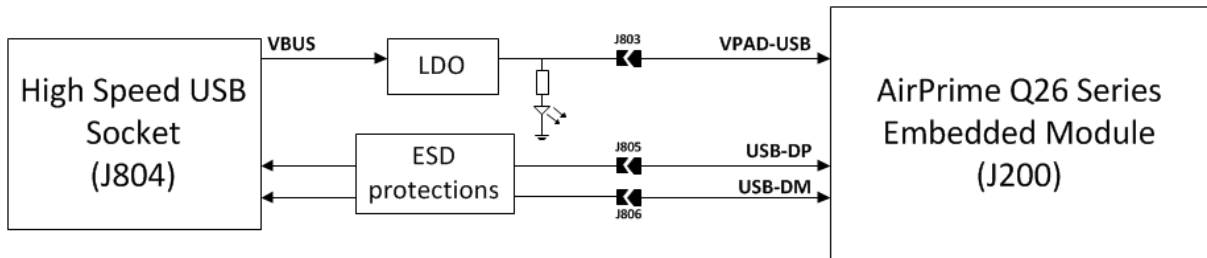 High Speed USB
Socket
(J804)
VBUS
LDO
J803
VPAD-USB
ESD
protections
J805
USB-DP
USB-DM
J806
AirPrime Q26 Series
Embedded Module
(J200)